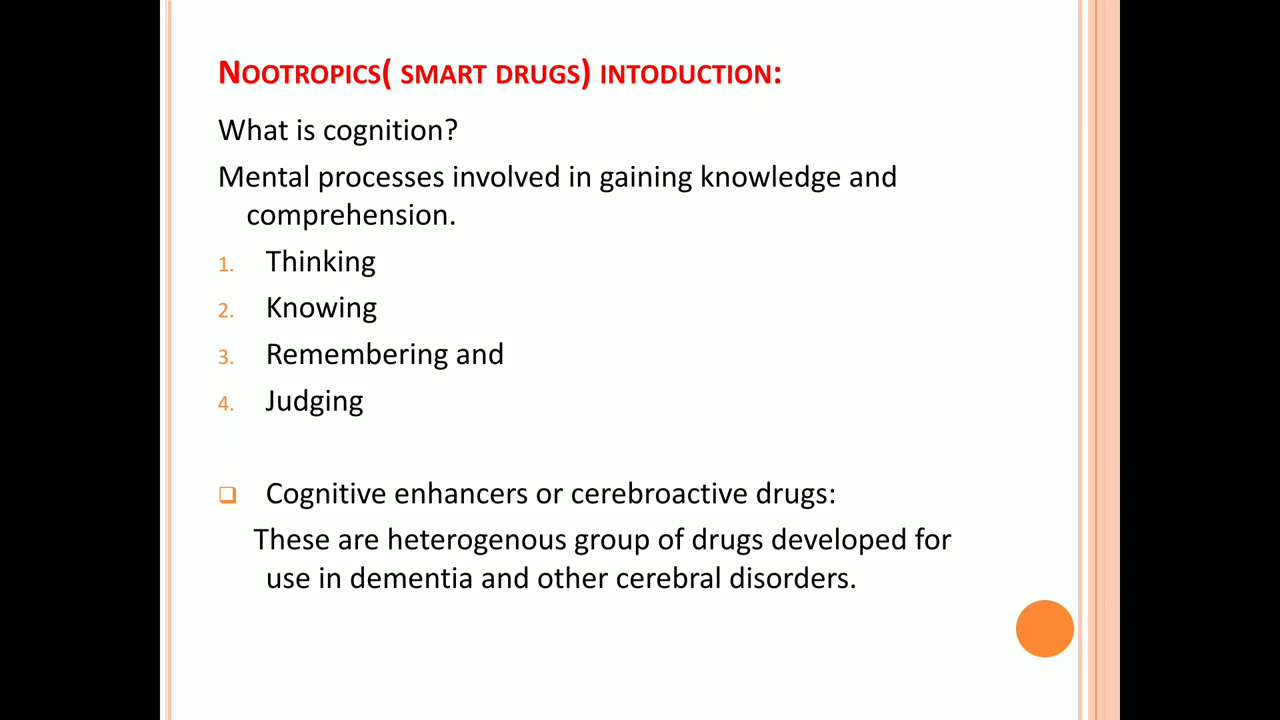 Nootropics( smart drugs) intoduction:
What is cognition?
Mental processes involved in gaining knowledge and
comprehension.
1. Thinking
2. Knowing
3. Remembering and
4. Judging
❑ Cognitive enhancers or cerebroactive drugs:
These are heterogenous group of drugs developed for
use in dementia and other cerebral disorders.